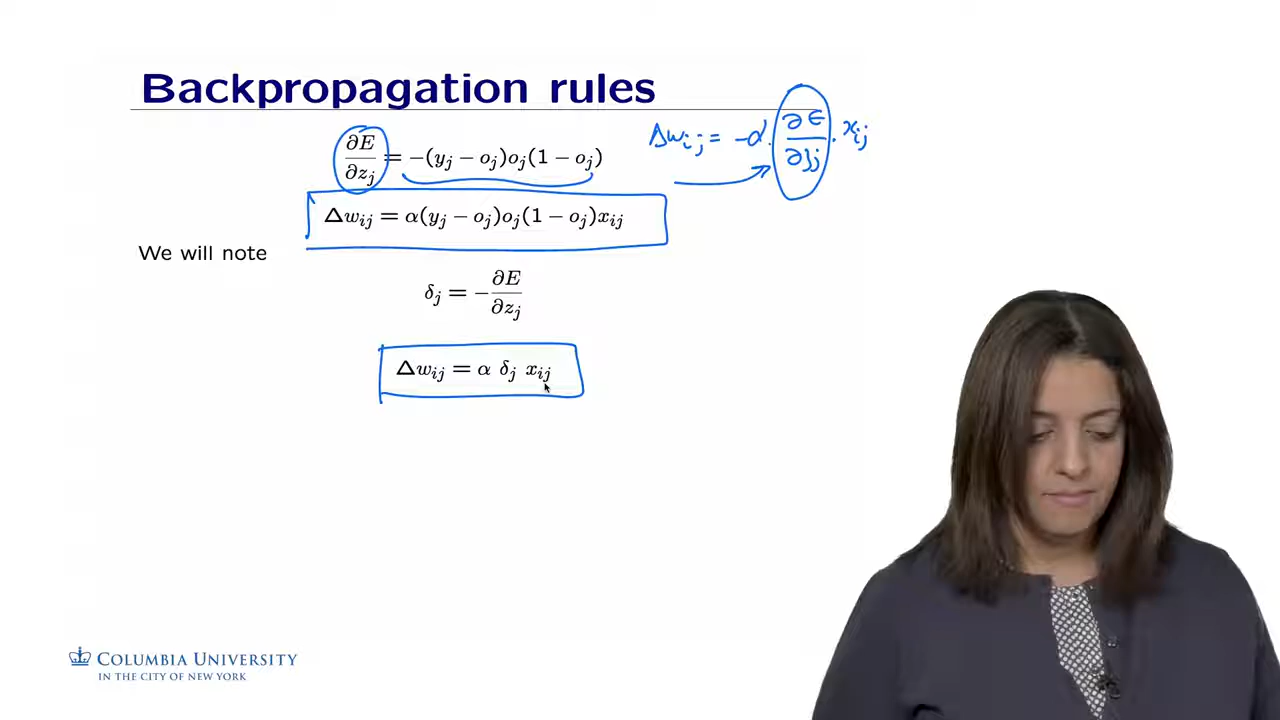 Backpropagation rules
∂E/∂z_j = −(y_j − o_j)o_j(1 − o_j)
Δw_ij = −α · ∂E/∂z_j · x_ij
Δw_ij = α(y_j − o_j)o_j(1 − o_j)x_ij
We will note
δ_j = −∂E/∂z_j
Δw_ij = α δ_j x_ij
COLUMBIA UNIVERSITY
IN THE CITY OF NEW YORK